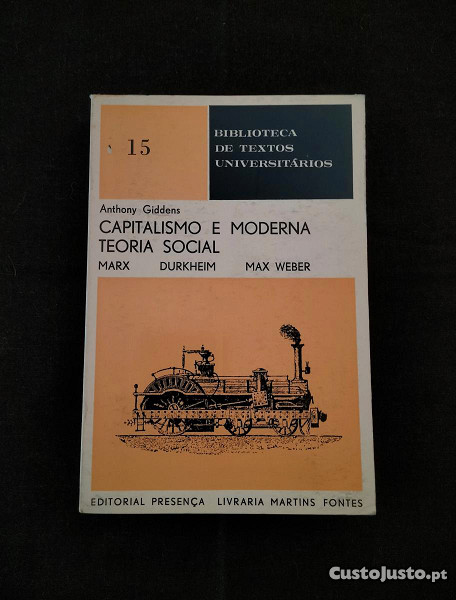 15
BIBLIOTECA
DE TEXTOS
UNIVERSITÁRIOS
Anthony Giddens
CAPITALISMO E MODERNA
TEORIA SOCIAL
MARX DURKHEIM MAX WEBER
EDITORIAL PRESENÇA LIVRARIA MARTINS FONTES
CustoJusto.pt